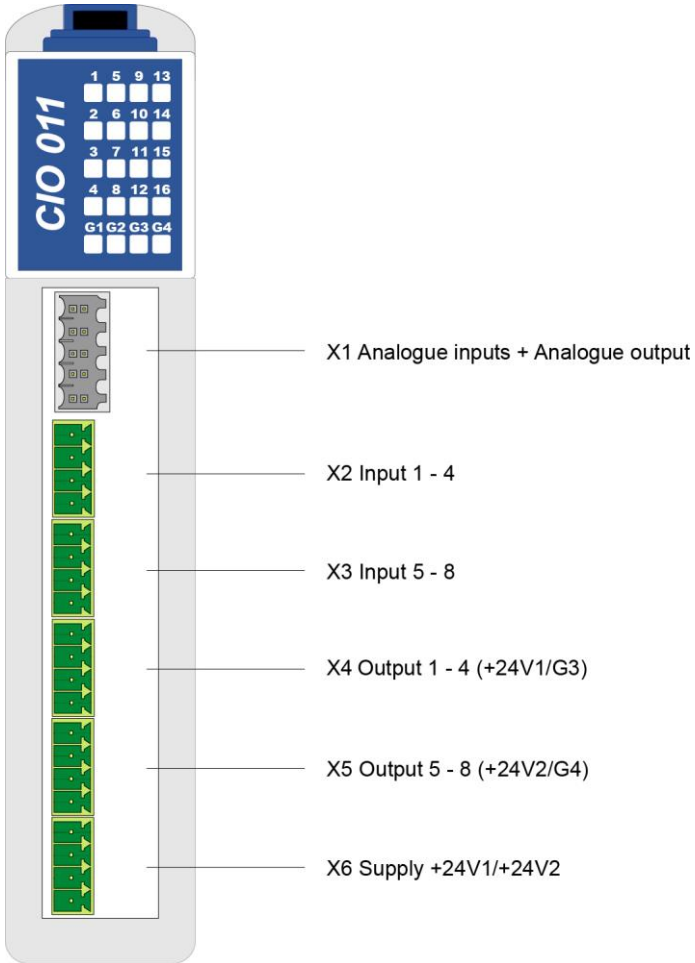 CIO 011
1 5 9 13
2 6 10 14
3 7 11 15
4 8 12 16
G1 G2 G3 G4
X1 Analogue inputs + Analogue output
X2 Input 1 - 4
X3 Input 5 - 8
X4 Output 1 - 4 (+24V1/G3)
X5 Output 5 - 8 (+24V2/G4)
X6 Supply +24V1/+24V2